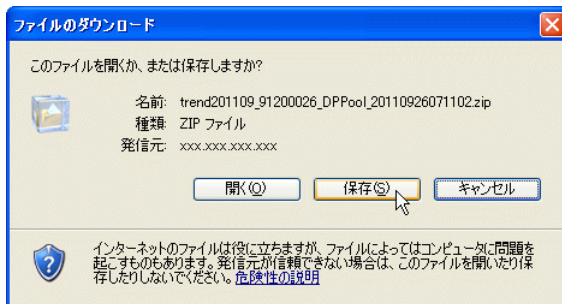 ファイルのダウンロード
このファイルを開くか、または保存しますか?
名前: trend201109_91200026_DPPool_20110926071102.zip
種類: ZIP ファイル
発信元: xxx.xxx.xxx.xxx
開く(O) 保存(S) キャンセル
インターネットのファイルは役に立ちますが、ファイルによってはコンピュータに問題を
起こすものもあります。発信元が信頼できない場合は、このファイルを開いたり保
存したりしないでください。危険性の説明